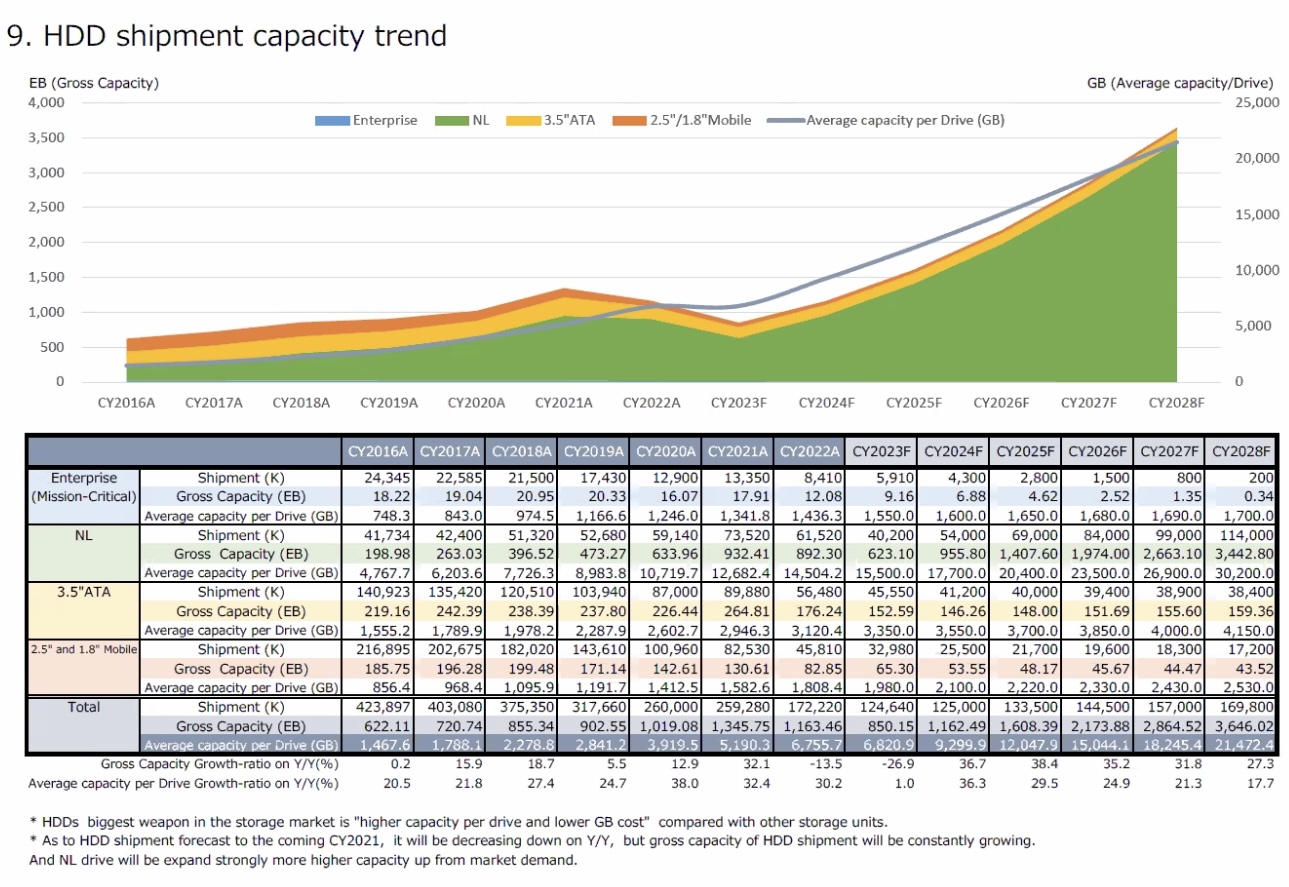 9. HDD shipment capacity trend
EB (Gross Capacity)
GB (Average capacity/Drive)
4,000
3,500
3,000
2,500
2,000
1,500
1,000
500
0
Enterprise NL 3.5"ATA 2.5"/1.8"Mobile Average capacity per Drive (GB)
25,000
20,000
15,000
10,000
5,000
0
CY2016A CY2017A CY2018A CY2019A CY2020A CY2021A CY2022A CY2023F CY2024F CY2025F CY2026F CY2027F CY2028F
CY2016A CY2017A CY2018A CY2019A CY2020A CY2021A CY2022A CY2023F CY2024F CY2025F CY2026F CY2027F CY2028F
Enterprise Shipment (K) 24,345 22,585 21,500 17,430 12,900 13,350 8,410 5,910 4,300 2,800 1,500 800 200
(Mission-Critical) Gross Capacity (EB) 18.22 19.04 20.95 20.33 16.07 17.91 12.08 9.16 6.88 4.62 2.52 1.35 0.34
Average capacity per Drive (GB) 748.3 843.0 974.5 1,166.6 1,246.0 1,341.8 1,436.3 1,550.0 1,600.0 1,650.0 1,680.0 1,690.0 1,700.0
NL Shipment (K) 41,734 42,400 51,320 52,680 59,140 73,520 61,520 40,200 54,000 69,000 84,000 99,000 114,000
Gross Capacity (EB) 198.98 263.03 396.52 473.27 633.96 932.41 892.30 623.10 955.80 1,407.60 1,974.00 2,663.10 3,442.80
Average capacity per Drive (GB) 4,767.7 6,203.6 7,726.3 8,983.8 10,719.7 12,682.4 14,504.2 15,500.0 17,700.0 20,400.0 23,500.0 26,900.0 30,200.0
3.5"ATA Shipment (K) 140,923 135,420 120,510 103,940 87,000 89,880 56,480 45,550 41,200 40,000 39,400 38,900 38,400
Gross Capacity (EB) 219.16 242.39 238.39 237.80 226.44 264.81 176.24 152.59 146.26 148.00 151.69 155.60 159.36
Average capacity per Drive (GB) 1,555.2 1,789.9 1,978.2 2,287.9 2,602.7 2,946.3 3,120.4 3,350.0 3,550.0 3,700.0 3,850.0 4,000.0 4,150.0
2.5" and 1.8" Mobile Shipment (K) 216,895 202,675 182,020 143,610 100,960 82,530 45,810 32,980 25,500 21,700 19,600 18,300 17,200
Gross Capacity (EB) 185.75 196.28 199.48 171.14 142.61 130.61 82.85 65.30 53.55 48.17 45.67 44.47 43.52
Average capacity per Drive (GB) 856.4 968.4 1,095.9 1,191.7 1,412.5 1,582.6 1,808.4 1,980.0 2,100.0 2,220.0 2,330.0 2,430.0 2,530.0
Total Shipment (K) 423,897 403,080 375,350 317,660 260,000 259,280 172,220 124,640 125,000 133,500 144,500 157,000 169,800
Gross Capacity (EB) 622.11 720.74 855.34 902.55 1,019.08 1,345.75 1,163.46 850.15 1,162.49 1,608.39 2,173.88 2,864.52 3,646.02
Average capacity per Drive (GB) 1,467.6 1,788.1 2,278.8 2,841.2 3,919.5 5,190.3 6,755.7 6,820.9 9,299.9 12,047.9 15,044.1 18,245.4 21,472.4
Gross Capacity Growth-ratio on Y/Y(%) 0.2 15.9 18.7 5.5 12.9 32.1 -13.5 -26.9 36.7 38.4 35.2 31.8 27.3
Average capacity per Drive Growth-ratio on Y/Y(%) 20.5 21.8 27.4 24.7 38.0 32.4 30.2 1.0 36.3 29.5 24.9 21.3 17.7
* HDDs biggest weapon in the storage market is "higher capacity per drive and lower GB cost" compared with other storage units.
* As to HDD shipment forecast to the coming CY2021, it will be decreasing down on Y/Y, but gross capacity of HDD shipment will be constantly growing.
And NL drive will be expand strongly more higher capacity up from market demand.